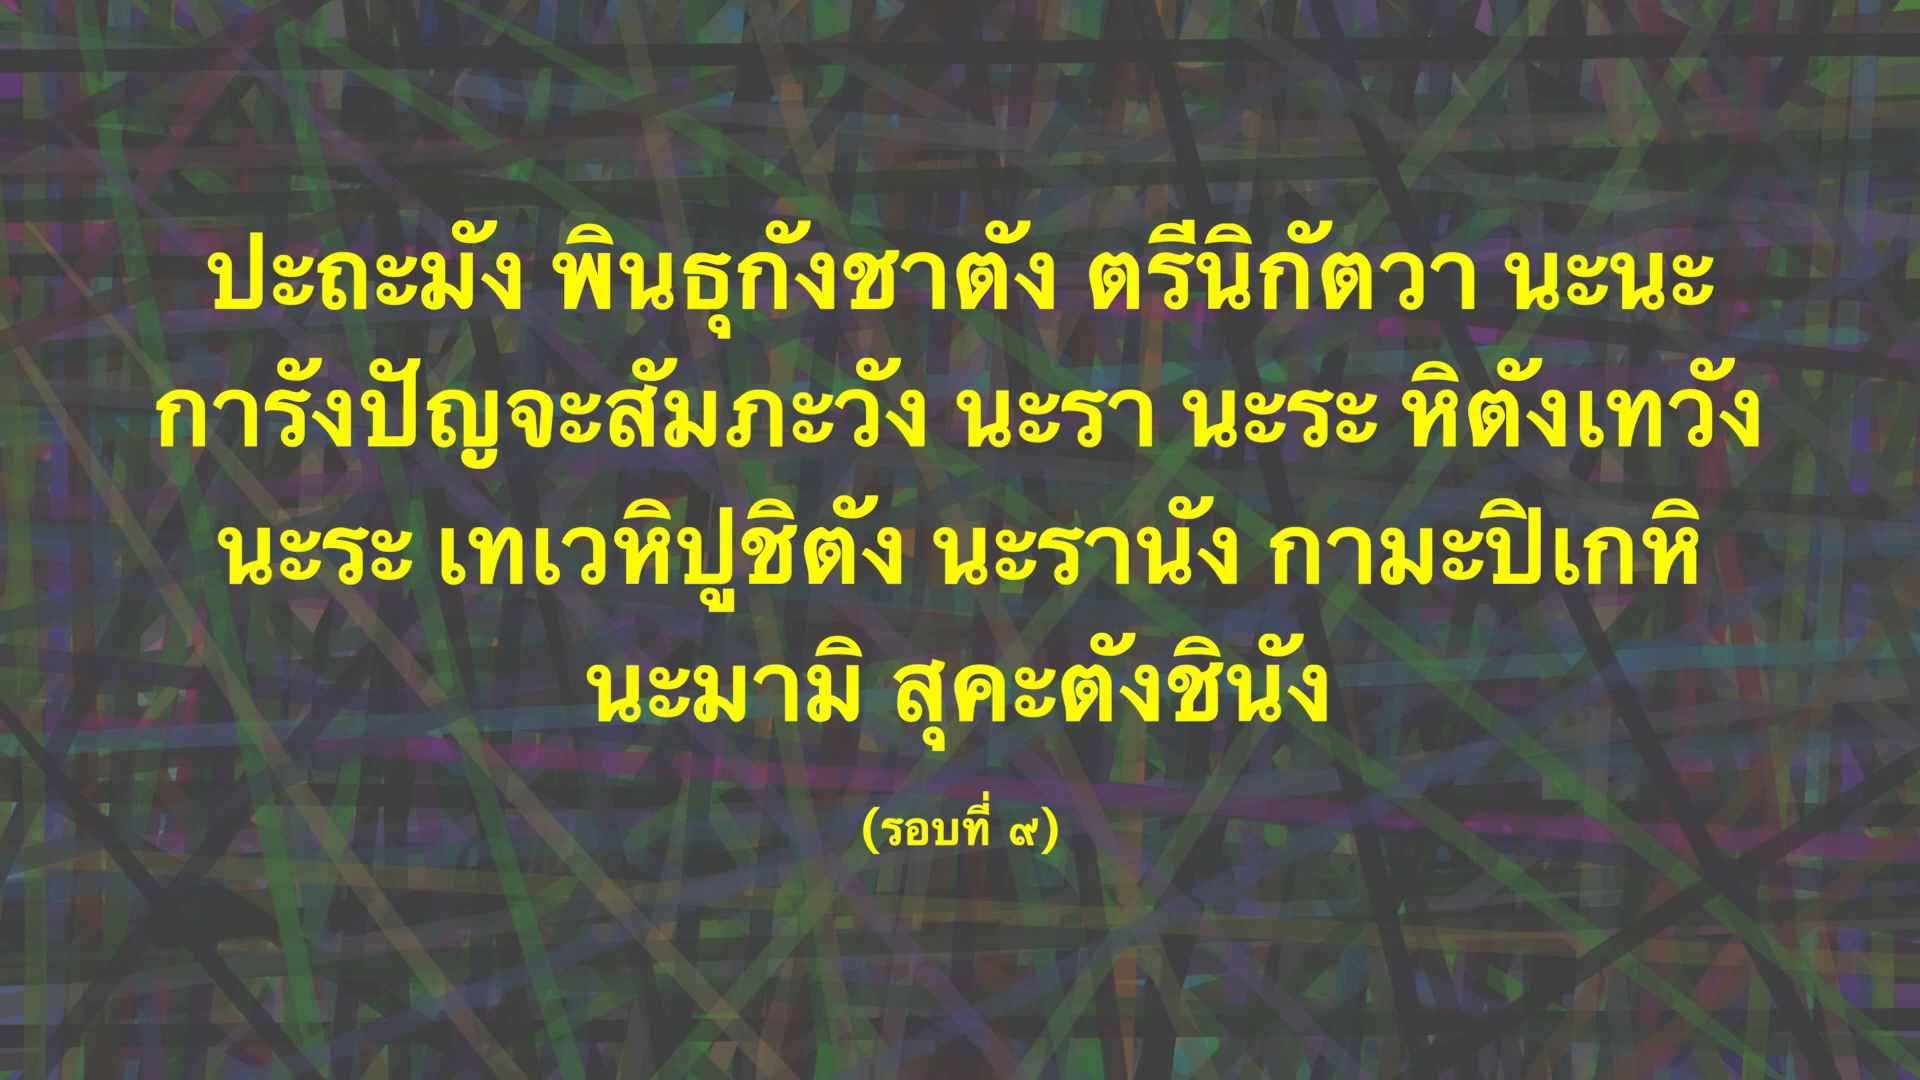 ปะถะมัง พินธุกังชาตัง ตรีนิกัตวา นะนะ
การังปัญจะสัมภะวัง นะรา นะระ หิตังเทวัง
นะระ เทเวหิปูชิตัง นะรานัง กามะปิเกหิ
นะมามิ สุคะตังชินัง
(รอบที่ ๙)